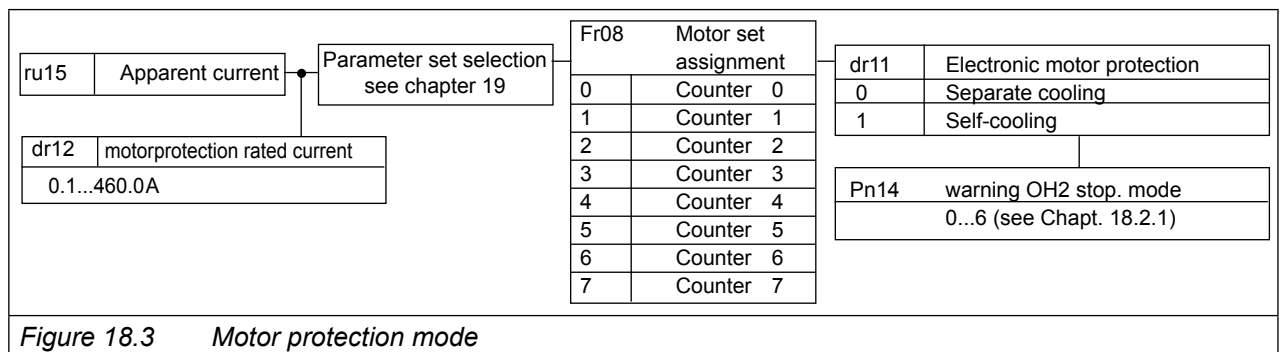 ru15 Apparent current
dr12 motorprotection rated current
0.1...460.0A
Parameter set selection
see chapter 19
Fr08 Motor set
assignment
0 Counter 0
1 Counter 1
2 Counter 2
3 Counter 3
4 Counter 4
5 Counter 5
6 Counter 6
7 Counter 7
dr11 Electronic motor protection
0 Separate cooling
1 Self-cooling
Pn14 warning OH2 stop. mode
0...6 (see Chapt. 18.2.1)
Figure 18.3 Motor protection mode